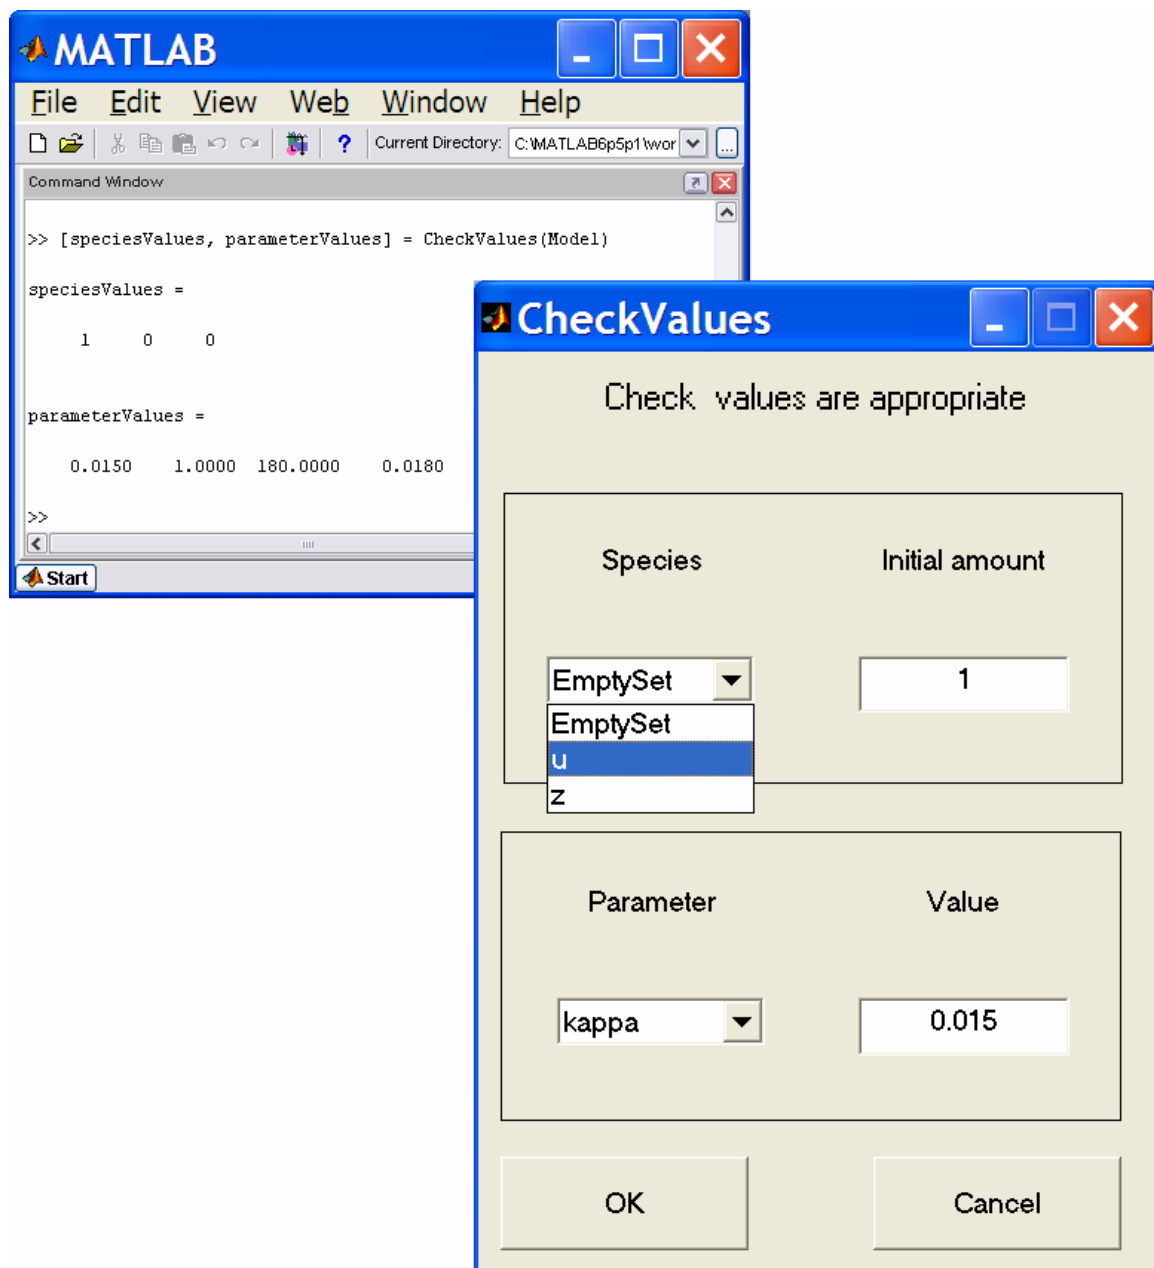 MATLAB
File Edit View Web Window Help
? Current Directory: C:\MATLAB6p5p1\wor ...
Command Window
>> [speciesValues, parameterValues] = CheckValues(Model)
speciesValues =
1 0 0
parameterValues =
0.0150 1.0000 180.0000 0.0180
>>
Start
CheckValues
Check values are appropriate
Species Initial amount
EmptySet 1
EmptySet
u
z
Parameter Value
kappa 0.015
OK Cancel